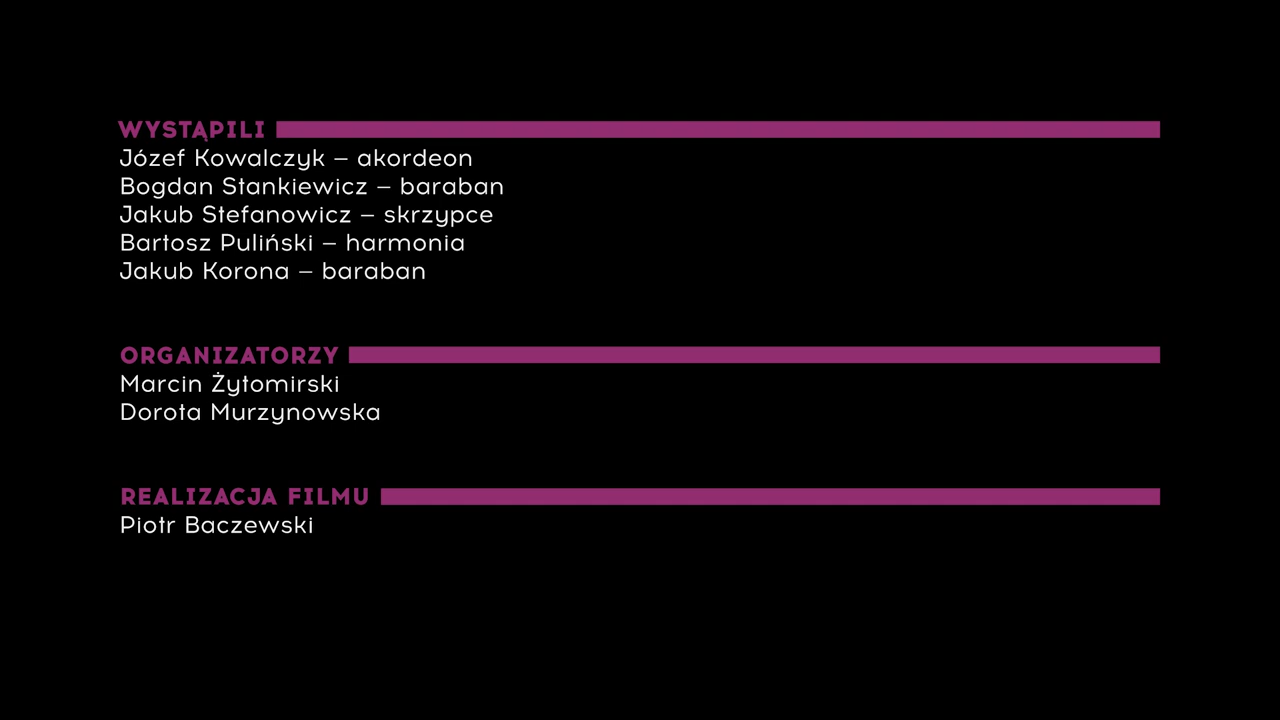 WYSTĄPILI
Józef Kowalczyk – akordeon
Bogdan Stankiewicz – baraban
Jakub Stefanowicz – skrzypce
Bartosz Puliński – harmonia
Jakub Korona – baraban
ORGANIZATORZY
Marcin Żytomirski
Dorota Murzynowska
REALIZACJA FILMU
Piotr Baczewski